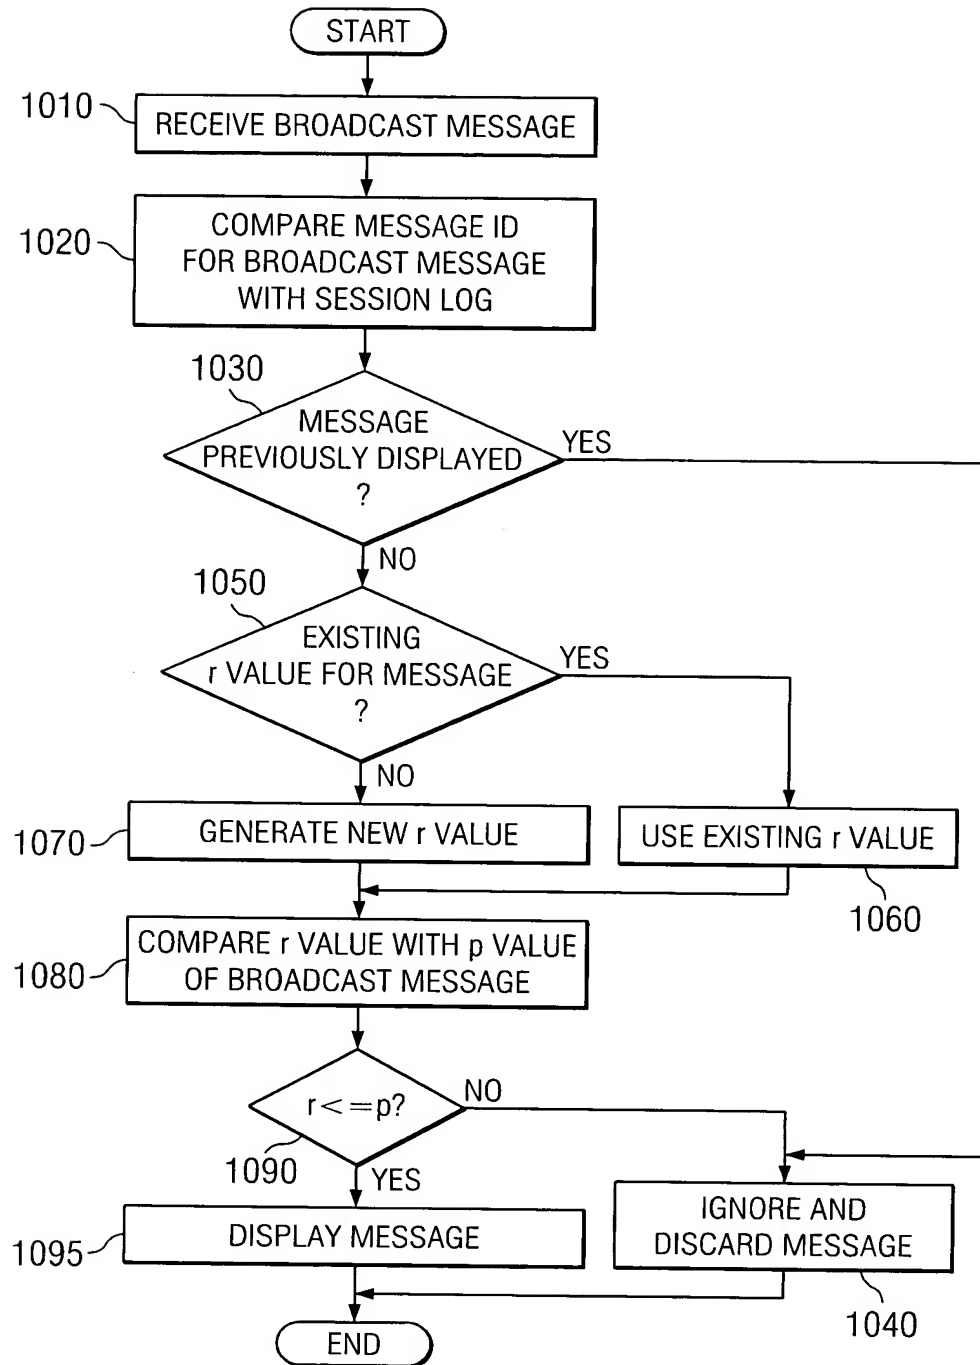 START
1010
RECEIVE BROADCAST MESSAGE
1020
COMPARE MESSAGE ID
FOR BROADCAST MESSAGE
WITH SESSION LOG
1030
MESSAGE
PREVIOUSLY DISPLAYED
?
YES
NO
1050
EXISTING
r VALUE FOR MESSAGE
?
YES
NO
1070
GENERATE NEW r VALUE
USE EXISTING r VALUE
1060
1080
COMPARE r VALUE WITH p VALUE
OF BROADCAST MESSAGE
r<=p?
NO
1090
YES
1095
DISPLAY MESSAGE
IGNORE AND
DISCARD MESSAGE
1040
END